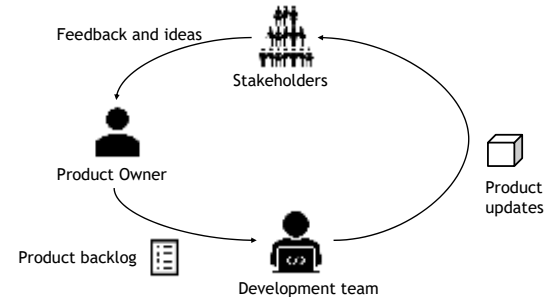 Feedback and ideas
Stakeholders
Product Owner
Product
updates
Product backlog
</>
Development team